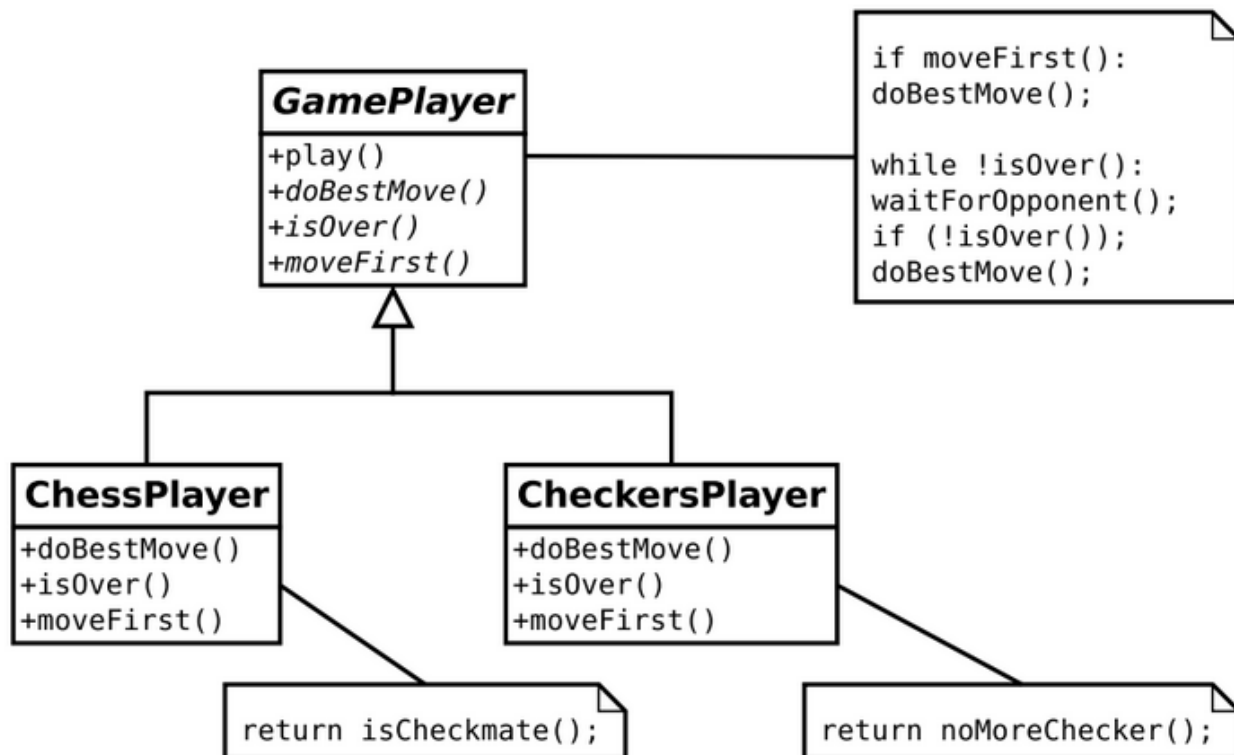 GamePlayer
+play()
+doBestMove()
+isOver()
+moveFirst()
if moveFirst():
doBestMove();
while !isOver():
waitForOpponent();
if (!isOver());
doBestMove();
ChessPlayer
+doBestMove()
+isOver()
+moveFirst()
return isCheckmate();
CheckersPlayer
+doBestMove()
+isOver()
+moveFirst()
return noMoreChecker();